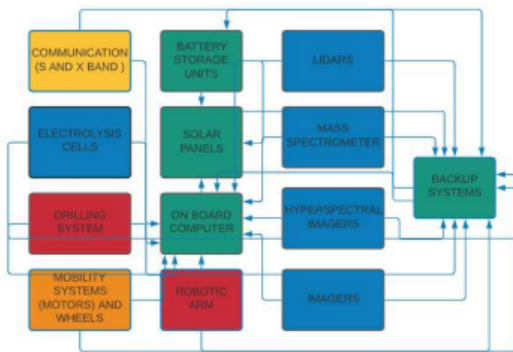 COMMUNICATION
(S AND X BAND )
BATTERY
STORAGE
UNITS
LIDARS
ELECTROLYSIS
CELLS
SOLAR
PANELS
MASS
SPECTROMETER
BACKUP
SYSTEMS
DRILLING
SYSTEM
ON BOARD
COMPUTER
HYPERSPECTRAL
IMAGERS
MOBILITY SYSTEMS
(MOTORS) AND
WHEELS
ROBOTIC
ARM
IMAGERS